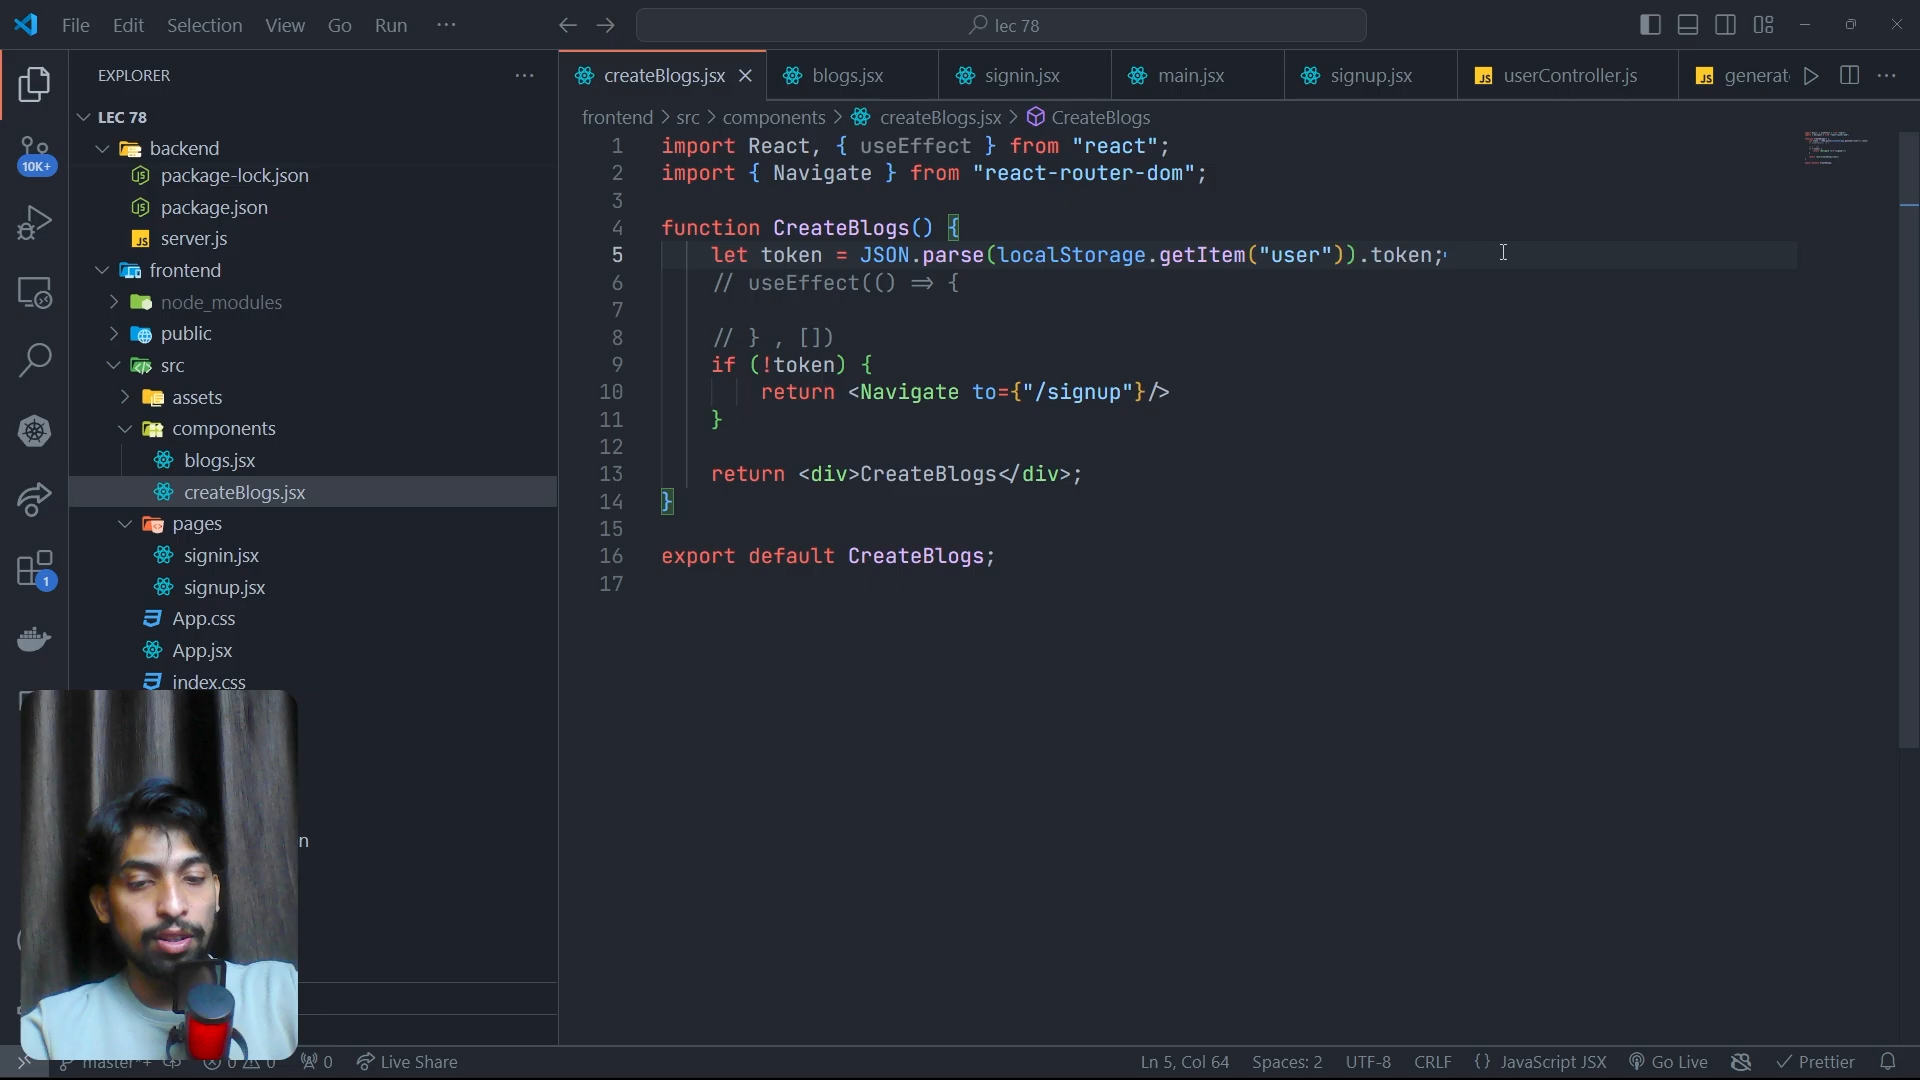 File Edit Selection View Go Run ···
lec 78
EXPLORER
createBlogs.jsx
blogs.jsx
signin.jsx
main.jsx
signup.jsx
JS userController.js
JS generat
frontend > src > components > createBlogs.jsx > CreateBlogs
LEC 78
backend
package-lock.json
package.json
JS server.js
frontend
node_modules
public
src
assets
components
blogs.jsx
createBlogs.jsx
pages
signin.jsx
signup.jsx
App.css
App.jsx
index.css
n
10K+
1
1 import React, { useEffect } from "react";
2 import { Navigate } from "react-router-dom";
3
4 function CreateBlogs() {
5 let token = JSON.parse(localStorage.getItem("user")).token;
6 // useEffect(() => {
7
8 // } , [])
9 if (!token) {
10 return <Navigate to={"/signup"}/>
11 }
12
13 return <div>CreateBlogs</div>;
14 }
15
16 export default CreateBlogs;
17
master*+ 0 0 0 Live Share
Ln 5, Col 64 Spaces: 2 UTF-8 CRLF {} JavaScript JSX Go Live Prettier